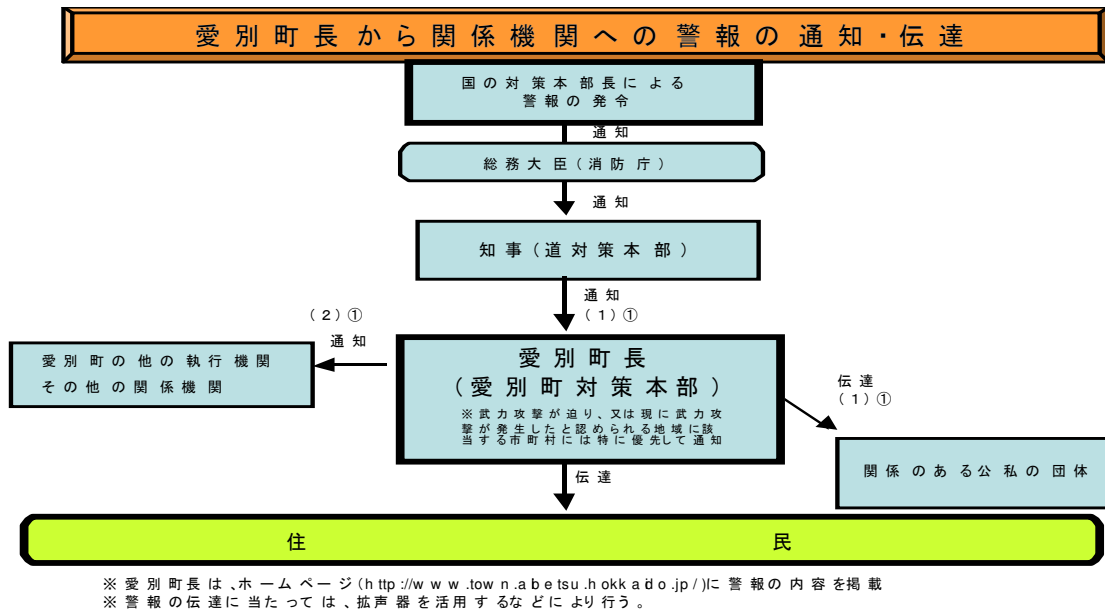 愛別町長から関係機関への警報の通知・伝達
国の対策本部長による
警報の発令
通知
総務大臣(消防庁)
通知
知事(道対策本部)
通知
(1)①
(2)①
通知
愛別町の他の執行機関
その他の関係機関
愛別町長
(愛別町対策本部)
※武力攻撃が迫り、又は現に武力攻
撃が発生したと認められる地域に該
当する市町村には特に優先して通知
伝達
(1)①
関係のある公私の団体
伝達
住民
※愛別町長は、ホームページ(http://www.town.abetsu.hokkado.jp/)に警報の内容を掲載
※警報の伝達に当たっては、拡声器を活用するなどにより行う。